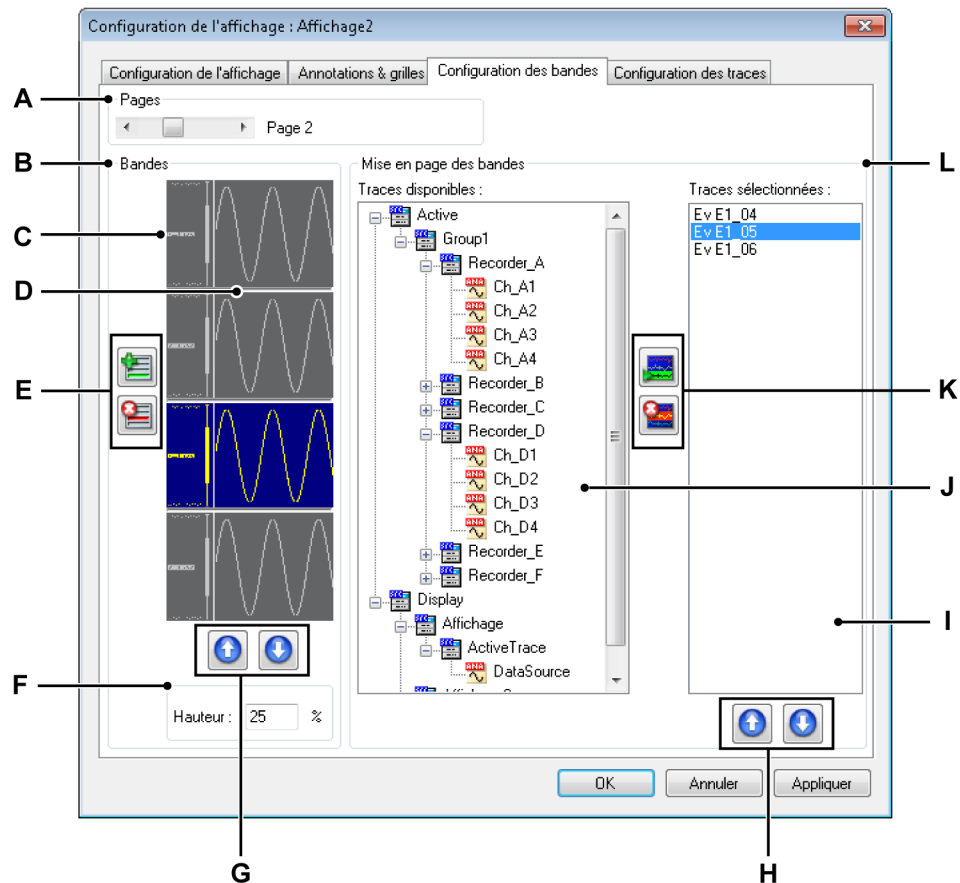 Configuration de l'affichage : Affichage2
Configuration de l'affichage
Annotations & grilles
Configuration des bandes
Configuration des traces
A
Pages
Page 2
B
Bandes
Mise en page des bandes
L
Traces disponibles :
Traces sélectionnées :
Active
Ev E1_04
Group1
Ev E1_05
C
Ev E1_06
Recorder_A
Ch_A1
D
Ch_A2
Ch_A3
Ch_A4
E
Recorder_B
K
Recorder_C
Recorder_D
Ch_D1
Ch_D2
J
Ch_D3
Ch_D4
Recorder_E
Recorder_F
Display
Affichage
I
ActiveTrace
DataSource
F
Hauteur : 25 %
OK
Annuler
Appliquer
G
H